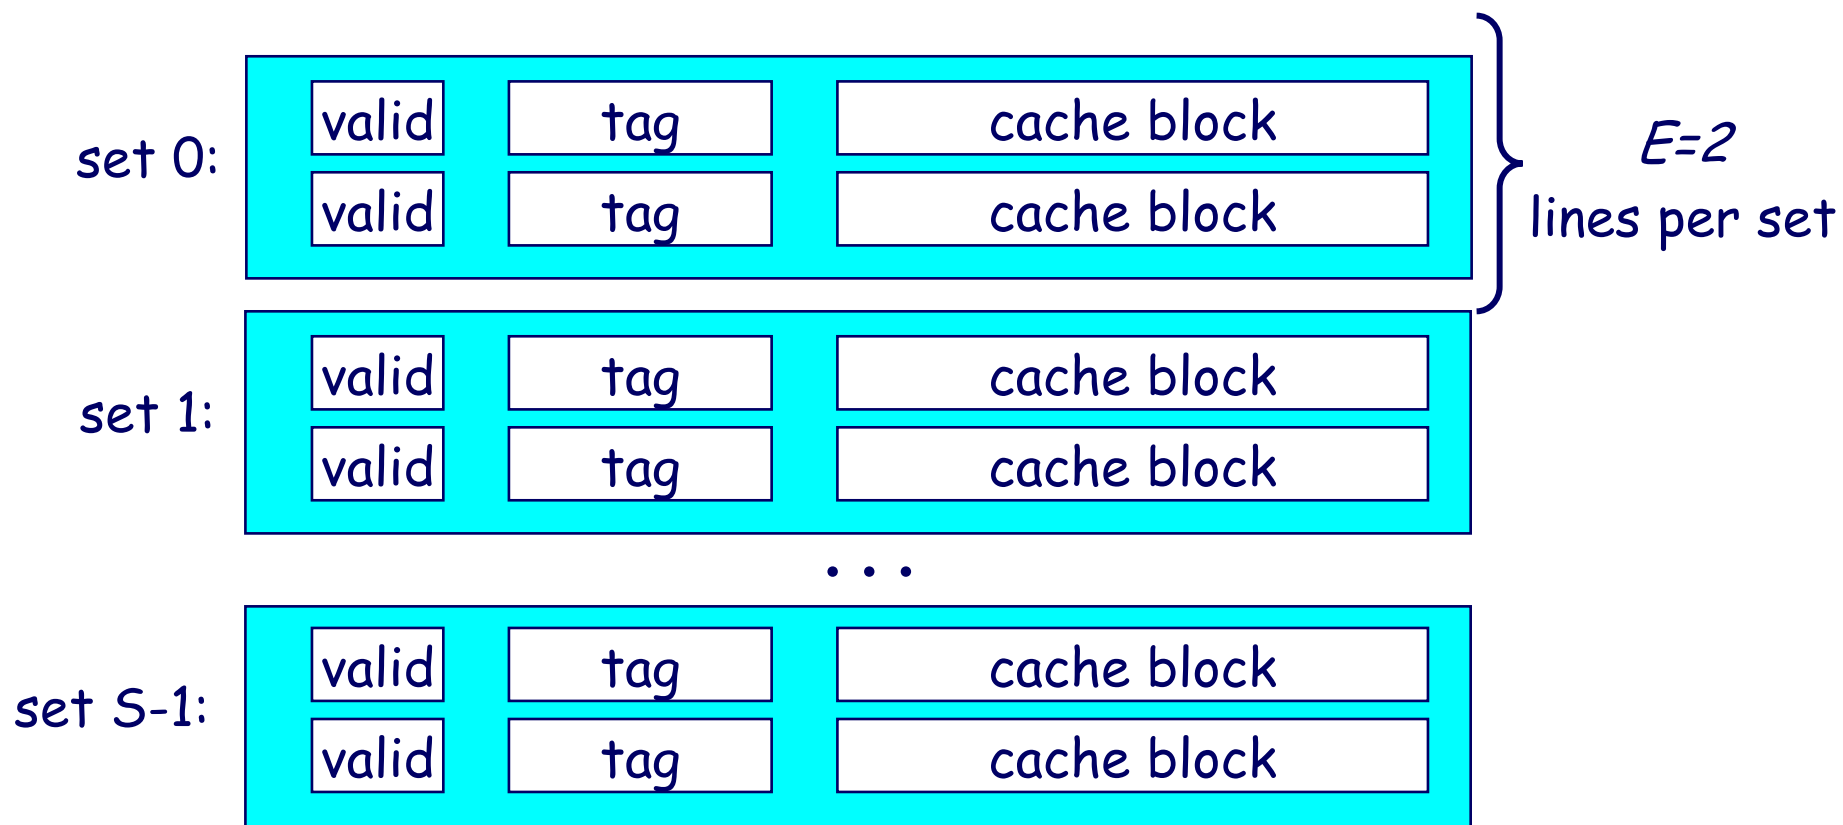 valid tag cache block
set 0:
valid tag cache block
E=2
lines per set
valid tag cache block
set 1:
valid tag cache block
• • •
valid tag cache block
set S-1:
valid tag cache block